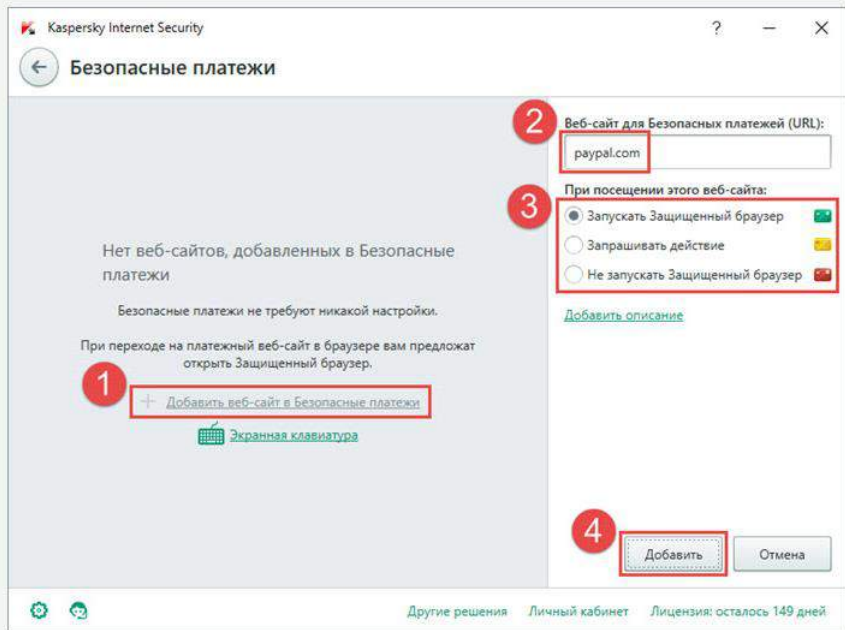 Kaspersky Internet Security
?
Безопасные платежи
2
Веб-сайт для Безопасных платежей (URL):
paypal.com
При посещении этого веб-сайта:
3
Запускать Защищенный браузер
Запрашивать действие
Не запускать Защищенный браузер
Добавить описание
Нет веб-сайтов, добавленных в Безопасные
платежи
Безопасные платежи не требуют никакой настройки.
При переходе на платежный веб-сайт в браузере вам предложат
открыть Защищенный браузер.
1
+ Добавить веб-сайт в Безопасные платежи
Экранная клавиатура
4
Добавить
Отмена
Другие решения
Личный кабинет
Лицензия: осталось 149 дней